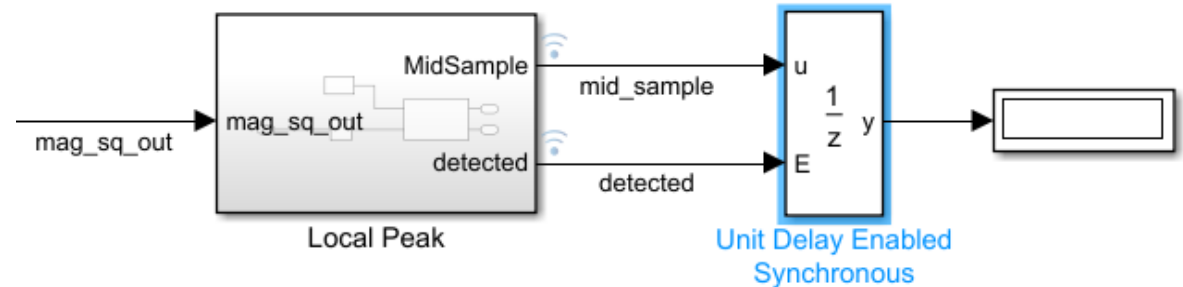 mag_sq_out
mag_sq_out
MidSample
detected
Local Peak
mid_sample
detected
u
E
1
z
y
Unit Delay Enabled
Synchronous